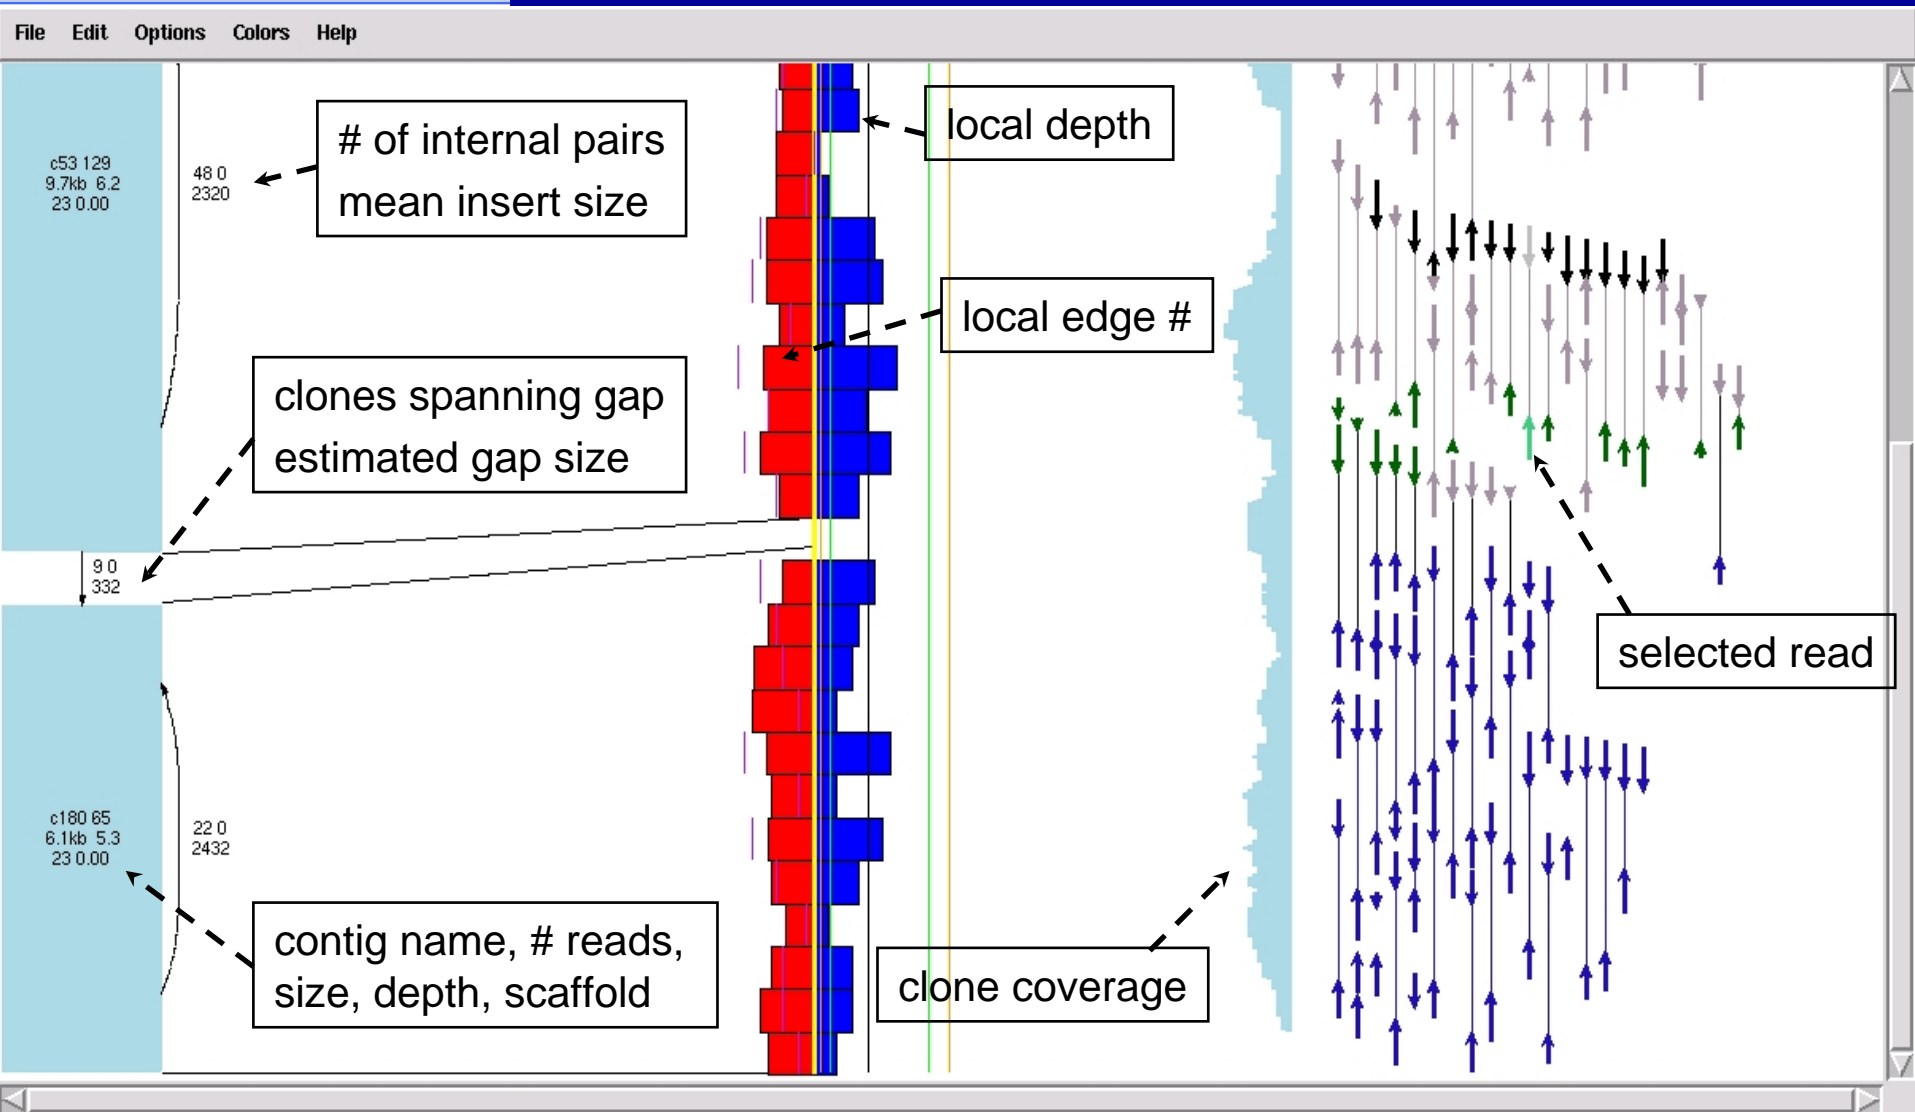 File Edit Options Colors Help
c53 129
9.7kb 6.2
23 0.00
48 0
2320
# of internal pairs
mean insert size
local depth
local edge #
clones spanning gap
estimated gap size
9 0
332
selected read
c180 65
6.1kb 5.3
23 0.00
22 0
2432
contig name, # reads,
size, depth, scaffold
clone coverage